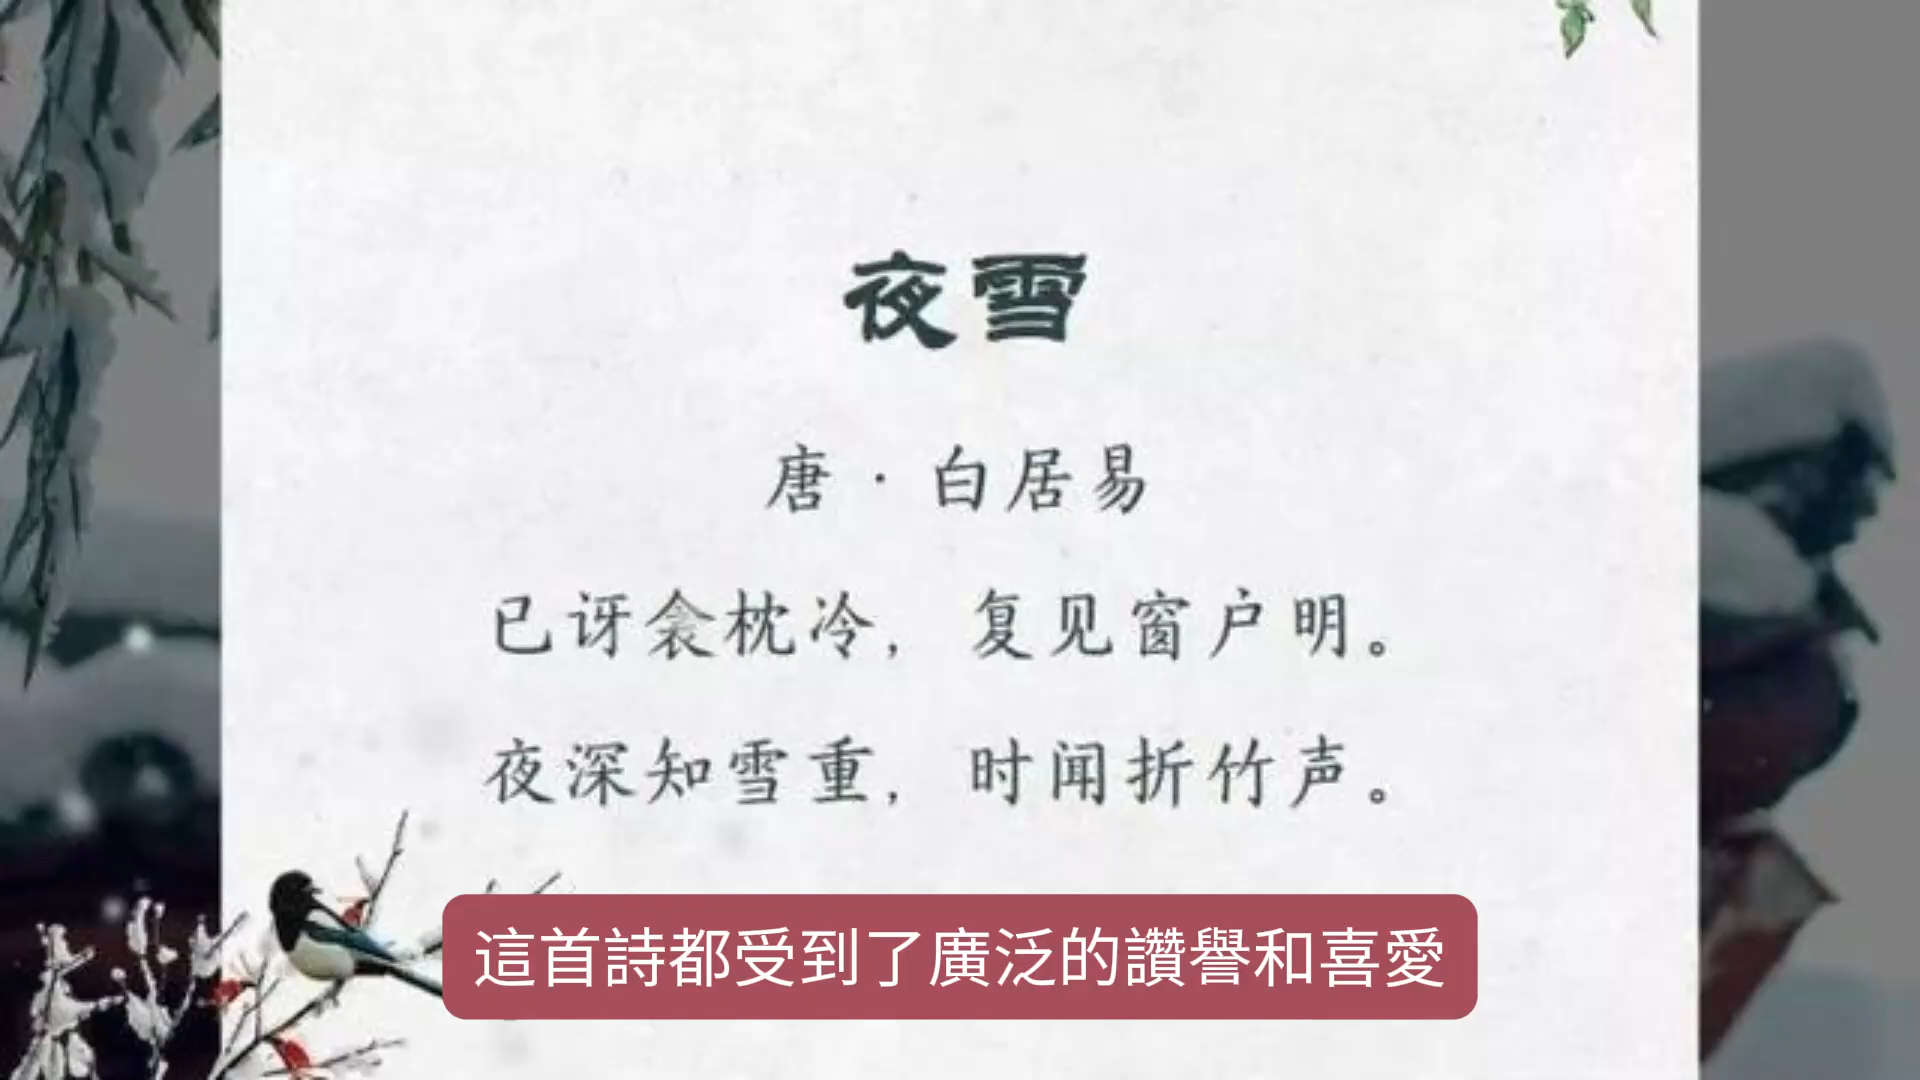 夜雪
唐·白居易
已讶衾枕冷，复见窗户明。
夜深知雪重，时闻折竹声。
這首詩都受到了廣泛的讚譽和喜愛